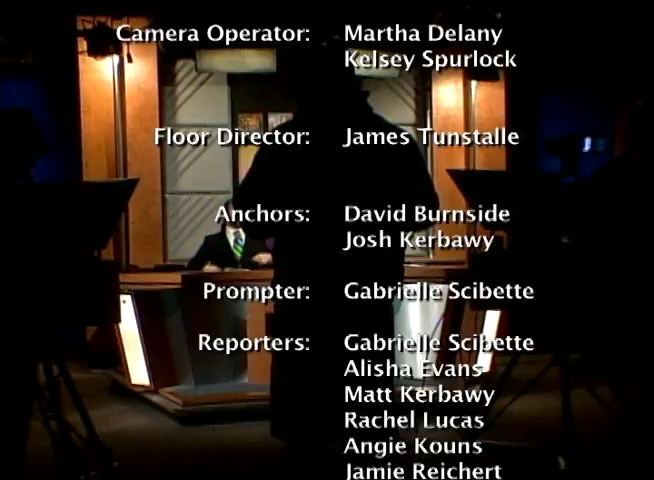 Camera Operator: Martha Delany
Kelsey Spurlock
Floor Director: James Tunstalle
Anchors: David Burnside
Josh Kerbawy
Prompter: Gabrielle Scibette
Reporters: Gabrielle Scibette
Alisha Evans
Matt Kerbawy
Rachel Lucas
Angie Kouns
Jamie Reichert